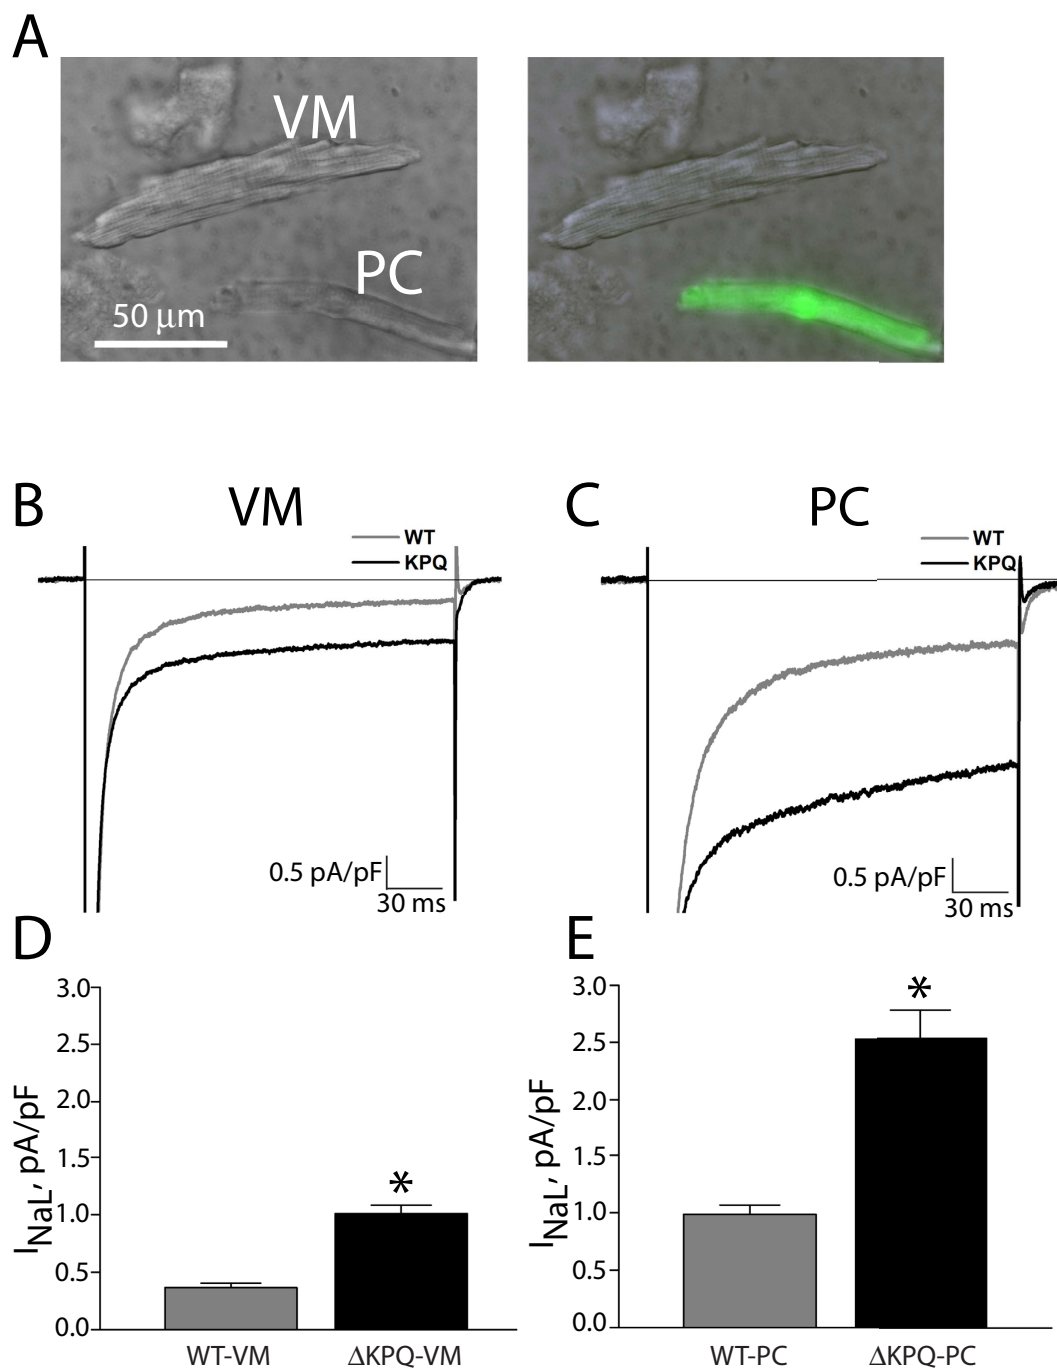 A
VM
PC
50 μm
B VM
WT
KPQ
0.5 pA/pF
30 ms
C PC
WT
KPQ
0.5 pA/pF
30 ms
D
INaL, pA/pF
3.0
2.5
2.0
1.5
1.0
0.5
0.0
*
WT-VM ΔKPQ-VM
E
INaL, pA/pF
3.0
2.5
2.0
1.5
1.0
0.5
0.0
*
WT-PC ΔKPQ-PC